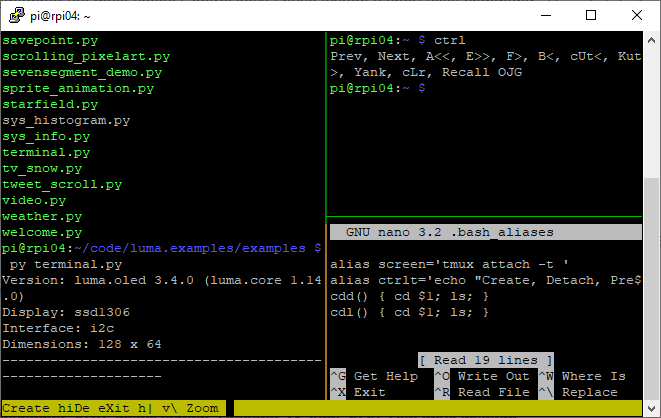 pi@rpi04: ~
savepoint.py
scrolling_pixelart.py
sevensegment_demo.py
sprite_animation.py
starfield.py
sys_histogram.py
sys_info.py
terminal.py
tv_snow.py
tweet_scroll.py
video.py
weather.py
welcome.py
pi@rpi04:~/code/luma.examples/examples $
py terminal.py
Version: luma.oled 3.4.0 (luma.core 1.14
.0)
Display: ssd1306
Interface: i2c
Dimensions: 128 x 64
----------------------------------------
--------------------
pi@rpi04:~ $ ctrl
Prev, Next, A<<, E>>, F>, B<, cUt<, Kut
>, Yank, cLr, Recall OJG
pi@rpi04:~ $
GNU nano 3.2 .bash_aliases
alias screen='tmux attach -t '
alias ctrlt='echo "Create, Detach, Pre$
cdd() { cd $1; ls; }
cdl() { cd $1; ls; }
[ Read 19 lines ]
^G Get Help ^O Write Out ^W Where Is
^X Exit ^R Read File ^\ Replace
Create hiDe eXit h| v\ Zoom